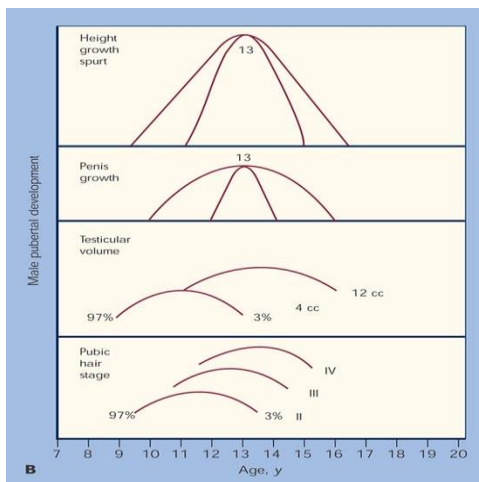 Male pubertal development
Height
growth
spurt
13
Penis
growth
13
Testicular
volume
12 cc
4 cc
97%
3%
Pubic
hair
stage
IV
III
97%
3% II
7 8 9 10 11 12 13 14 15 16 17 18 19 20
B
Age, y